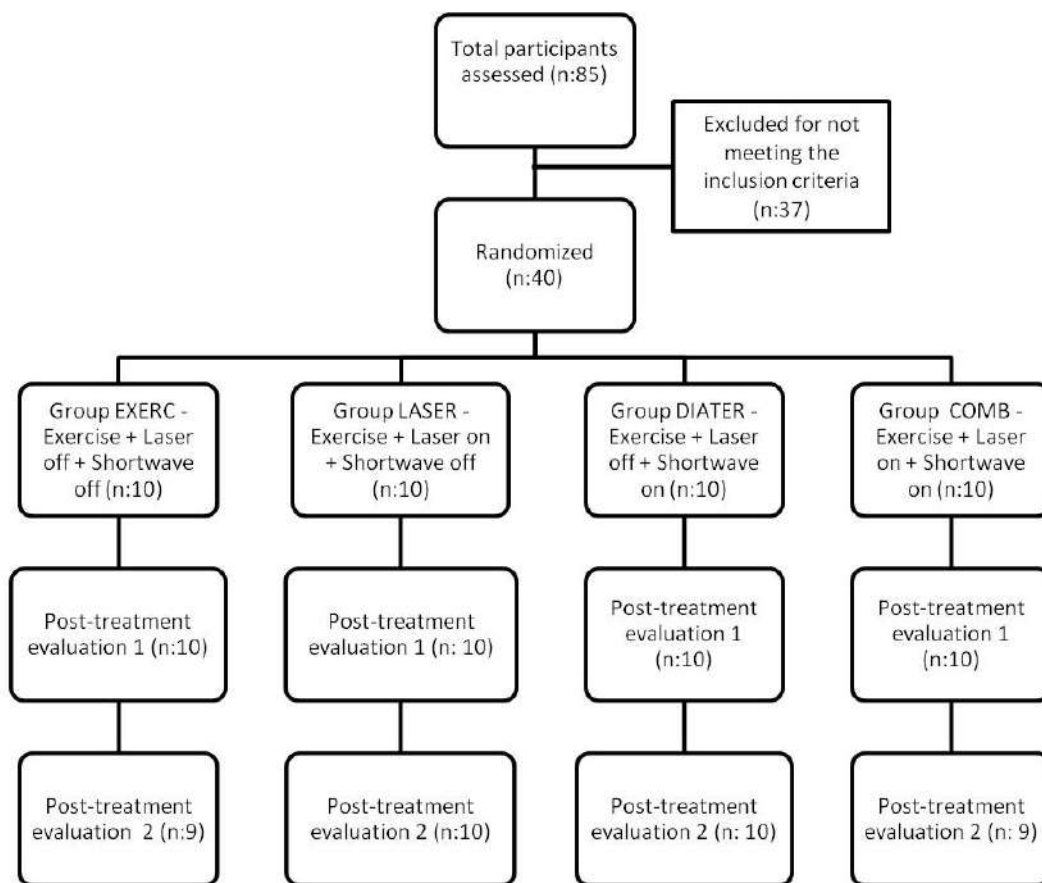 Total participants
assessed (n:85)
Excluded for not
meeting the
inclusion criteria
(n:37)
Randomized
(n:40)
Group EXERC -
Exercise + Laser
off + Shortwave
off (n:10)
Group LASER -
Exercise + Laser on
+ Shortwave off
(n:10)
Group DIATER -
Exercise + Laser
off + Shortwave
on (n:10)
Group COMB -
Exercise + Laser
on + Shortwave
on (n:10)
Post-treatment
evaluation 1 (n:10)
Post-treatment
evaluation 1 (n: 10)
Post-treatment
evaluation 1
(n:10)
Post-treatment
evaluation 1
(n:10)
Post-treatment
evaluation 2 (n:9)
Post-treatment
evaluation 2 (n:10)
Post-treatment
evaluation 2 (n: 10)
Post-treatment
evaluation 2 (n: 9)